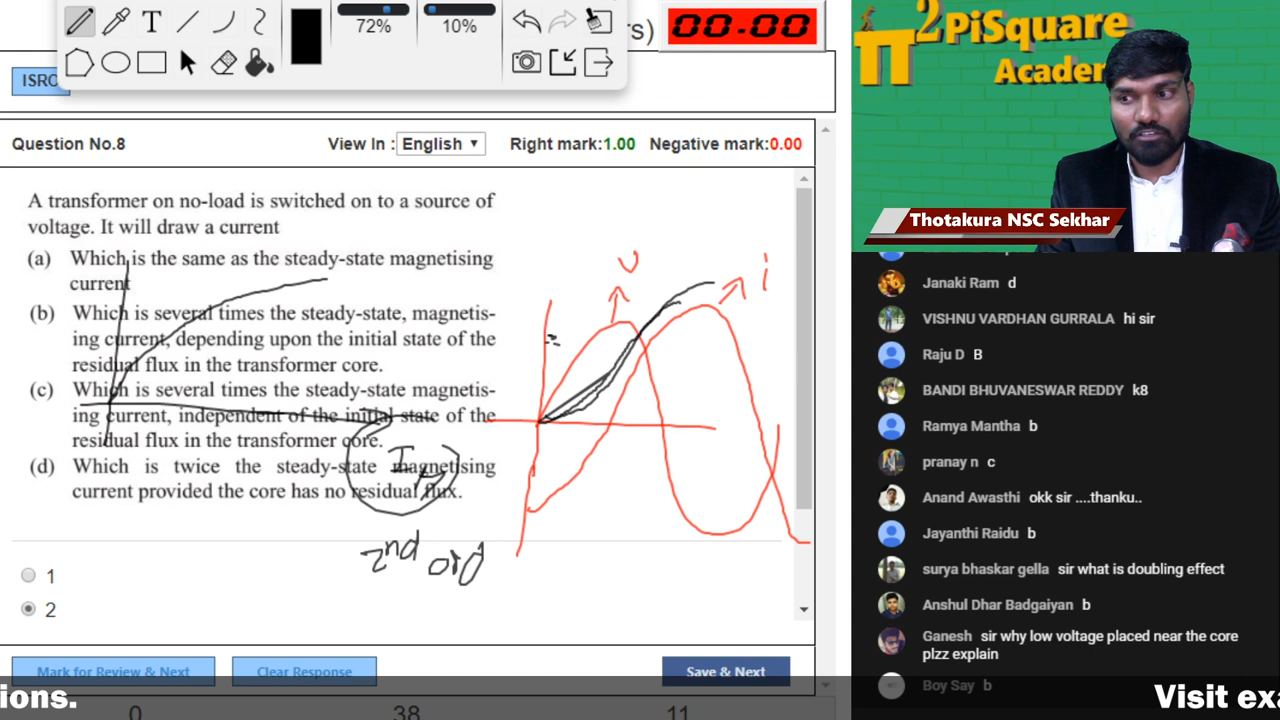 T
72%
10%
rs)
00.00
ISRO
Question No.8
View In :
English
Right mark:1.00
Negative mark:0.00
A transformer on no-load is switched on to a source of
voltage. It will draw a current
(a) Which is the same as the steady-state magnetising
current
(b) Which is several times the steady-state, magnetis-
ing current, depending upon the initial state of the
residual flux in the transformer core.
(c) Which is several times the steady-state magnetis-
ing current, independent of the initial state of the
residual flux in the transformer core.
(d) Which is twice the steady-state magnetising
current provided the core has no residual flux.
υ
i
2nd ord
1
2
Mark for Review & Next
Clear Response
Save & Next
0
38
11
π 2PiSquare
Academ
Thotakura NSC Sekhar
Janaki Ram d
VISHNU VARDHAN GURRALA hi sir
Raju D B
BANDI BHUVANESWAR REDDY k8
Ramya Mantha b
pranay n c
Anand Awasthi okk sir ....thanku..
Jayanthi Raidu b
surya bhaskar gella sir what is doubling effect
Anshul Dhar Badgaiyan b
Ganesh sir why low voltage placed near the core
plzz explain
Boy Say b
ions.
Visit exa